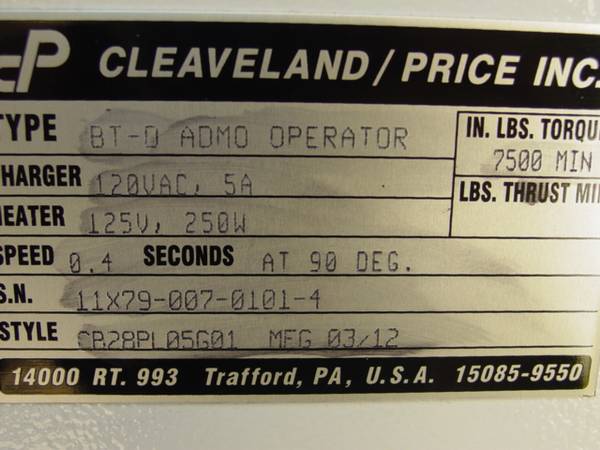 CP CLEAVELAND/PRICE INC.
TYPE BT-D ADMO OPERATOR
IN. LBS. TORQU
7500 MIN
HARGER 120VAC, 5A
LBS. THRUST MI
EATER 125V, 250W
SPEED 0.4 SECONDS AT 90 DEG.
S.N. 11X79-007-0101-4
STYLE CB28PL05G01 MFG 03/12
14000 RT. 993 Trafford, PA, U.S.A. 15085-9550